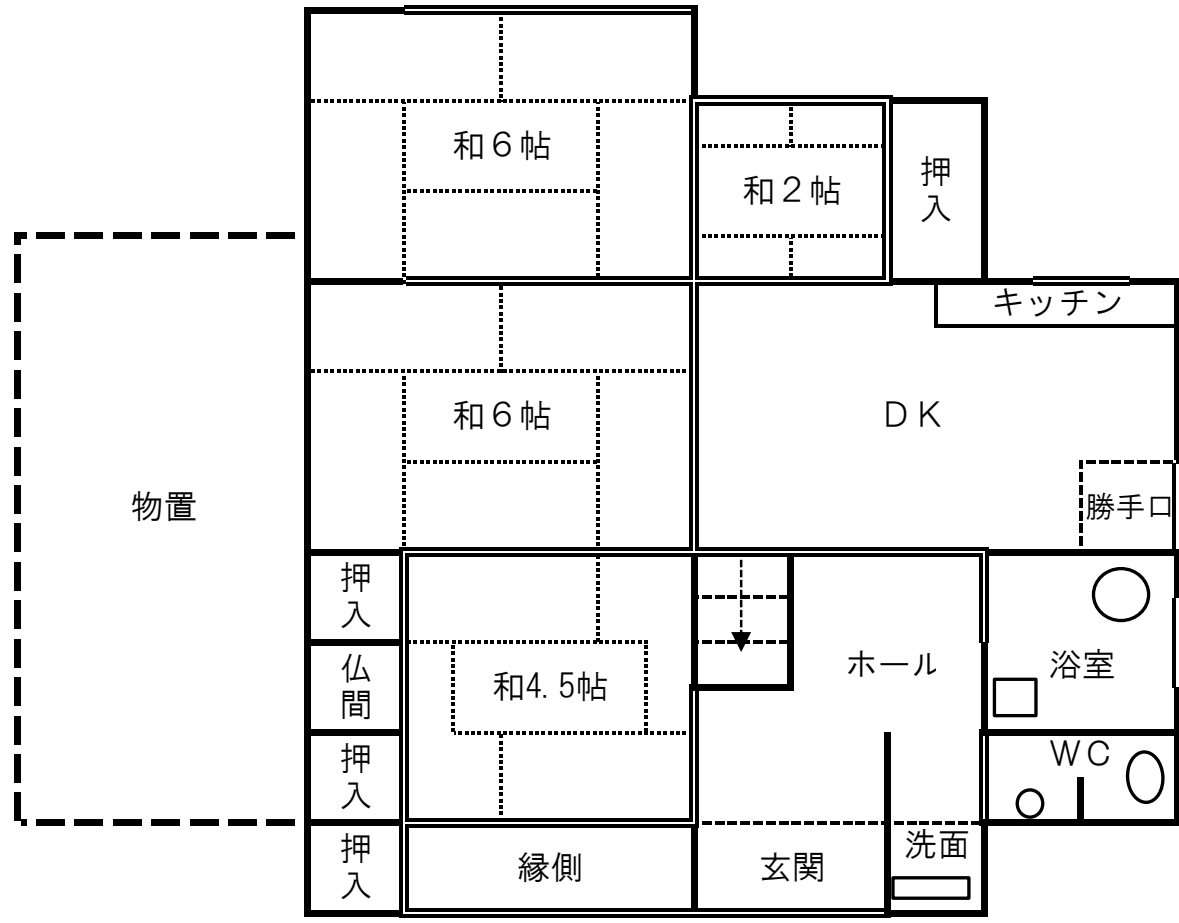 和６帖
和２帖
押入
キッチン
和６帖
ＤＫ
物置
勝手口
押入
仏間
和4.5帖
ホール
浴室
押入
ＷＣ
押入
縁側
玄関
洗面